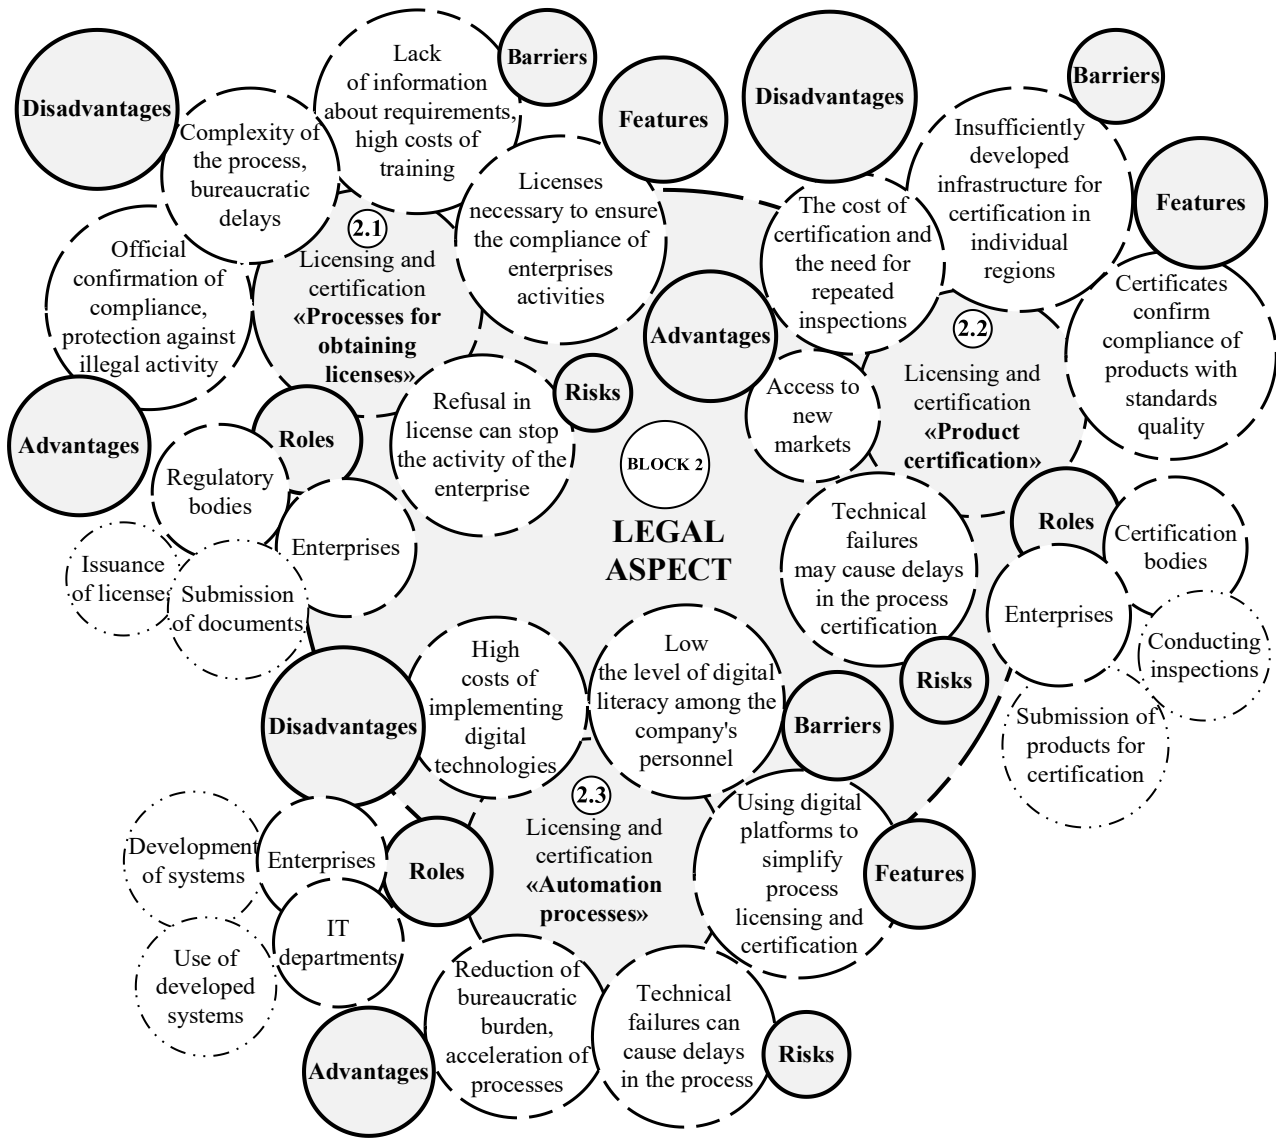 Disadvantages
Complexity of
the process,
bureaucratic
delays
Lack
of information
about requirements,
high costs of
training
Barriers
Features
Licenses
necessary to ensure
the compliance of
enterprises
activities
2.1
Licensing and
certification
«Processes for
obtaining
licenses»
Official
confirmation of
compliance,
protection against
illegal activity
Advantages
Roles
Regulatory
bodies
Enterprises
Issuance
of license
Submission
of documents
Refusal in
license can stop
the activity of the
enterprise
Risks
BLOCK 2
LEGAL
ASPECT
Disadvantages
The cost of
certification and
the need for
repeated
inspections
Barriers
Insufficiently
developed
infrastructure for
certification in
individual
regions
Features
Certificates
confirm
compliance of
products with
standards
quality
2.2
Licensing and
certification
«Product
certification»
Advantages
Access to
new
markets
Technical
failures
may cause delays
in the process
certification
Risks
Roles
Certification
bodies
Enterprises
Conducting
inspections
Submission of
products for
certification
Disadvantages
High
costs of
implementing
digital
technologies
Low
the level of digital
literacy among the
company's
personnel
Barriers
2.3
Licensing and
certification
«Automation
processes»
Using digital
platforms to
simplify
process
licensing and
certification
Features
Roles
Enterprises
Development
of systems
IT
departments
Use of
developed
systems
Advantages
Reduction of
bureaucratic
burden,
acceleration of
processes
Technical
failures can
cause delays
in the process
Risks